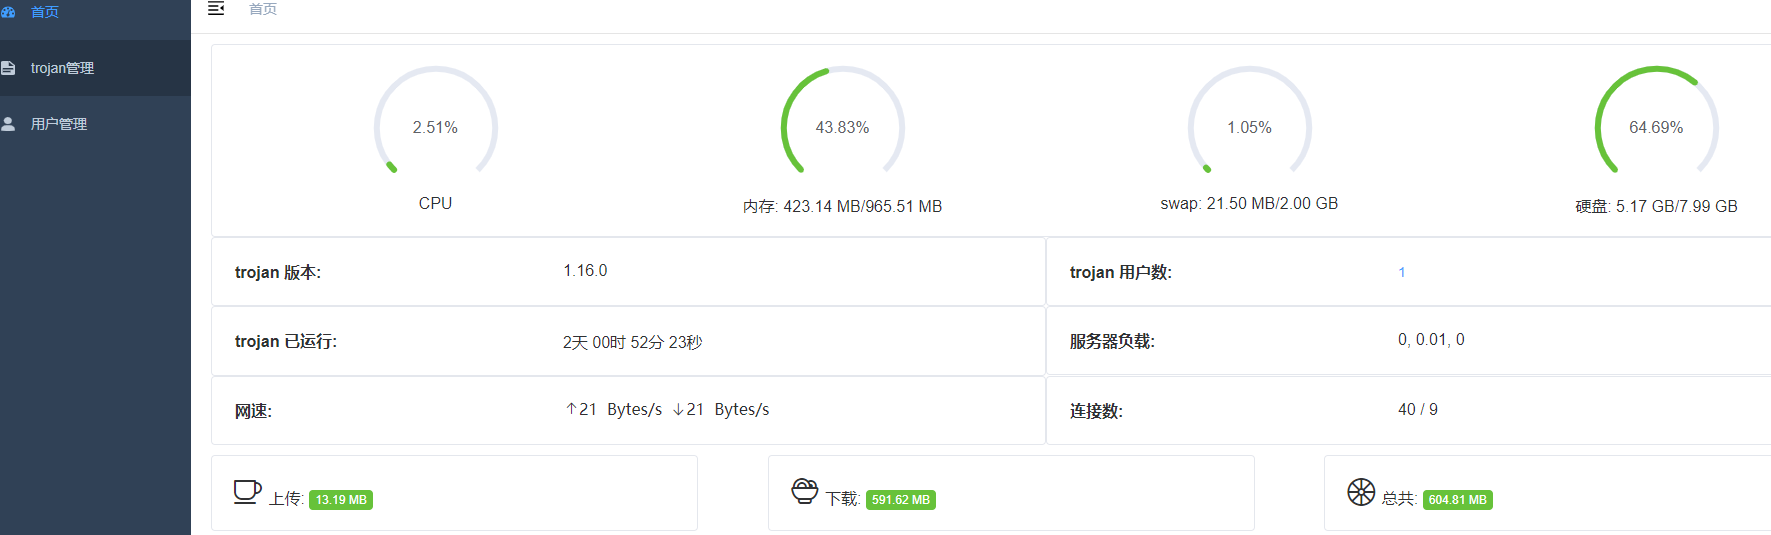 首页
trojan管理
用户管理
首页
2.51%
CPU
43.83%
内存: 423.14 MB/965.51 MB
1.05%
swap: 21.50 MB/2.00 GB
64.69%
硬盘: 5.17 GB/7.99 GB
trojan 版本: 1.16.0
trojan 用户数: 1
trojan 已运行: 2天 00时 52分 23秒
服务器负载: 0, 0.01, 0
网速: ↑21 Bytes/s ↓21 Bytes/s
连接数: 40 / 9
上传: 13.19 MB
下载: 591.62 MB
总共: 604.81 MB